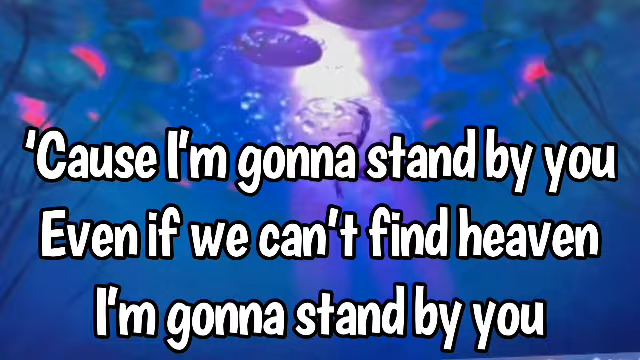 'Cause I'm gonna stand by you
Even if we can't find heaven
I'm gonna stand by you